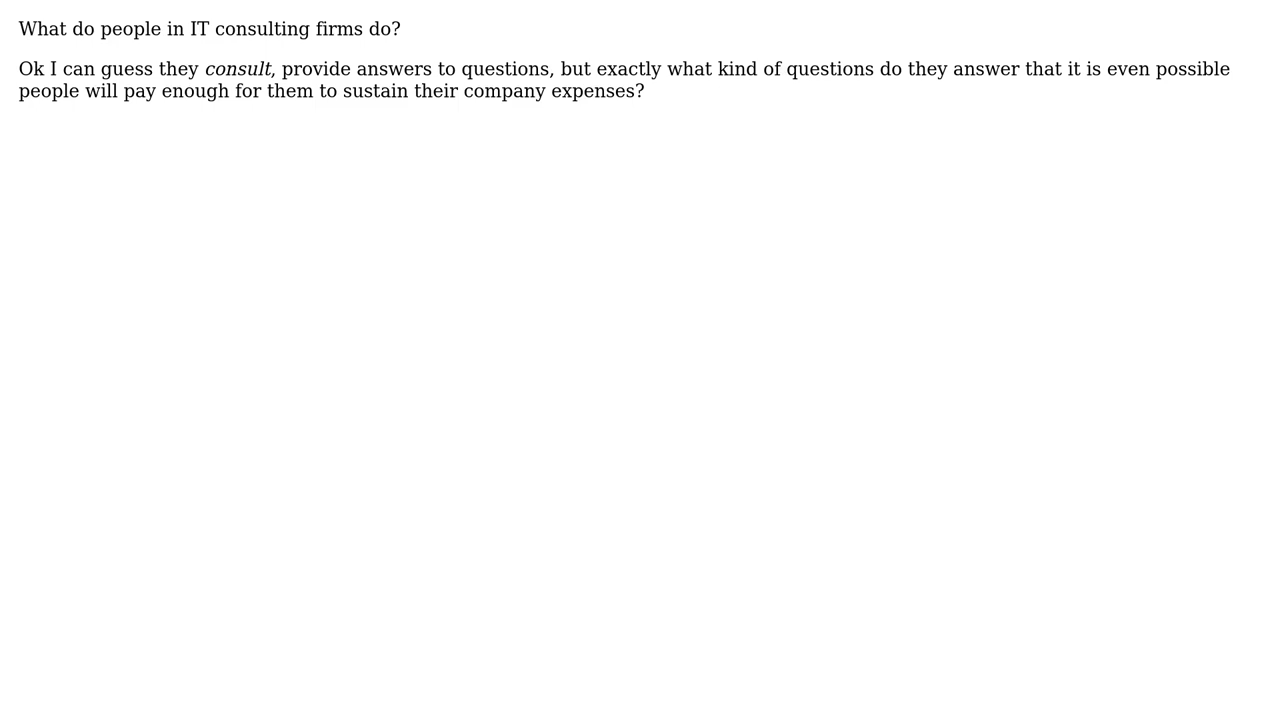 What do people in IT consulting firms do?
Ok I can guess they consult, provide answers to questions, but exactly what kind of questions do they answer that it is even possible
people will pay enough for them to sustain their company expenses?